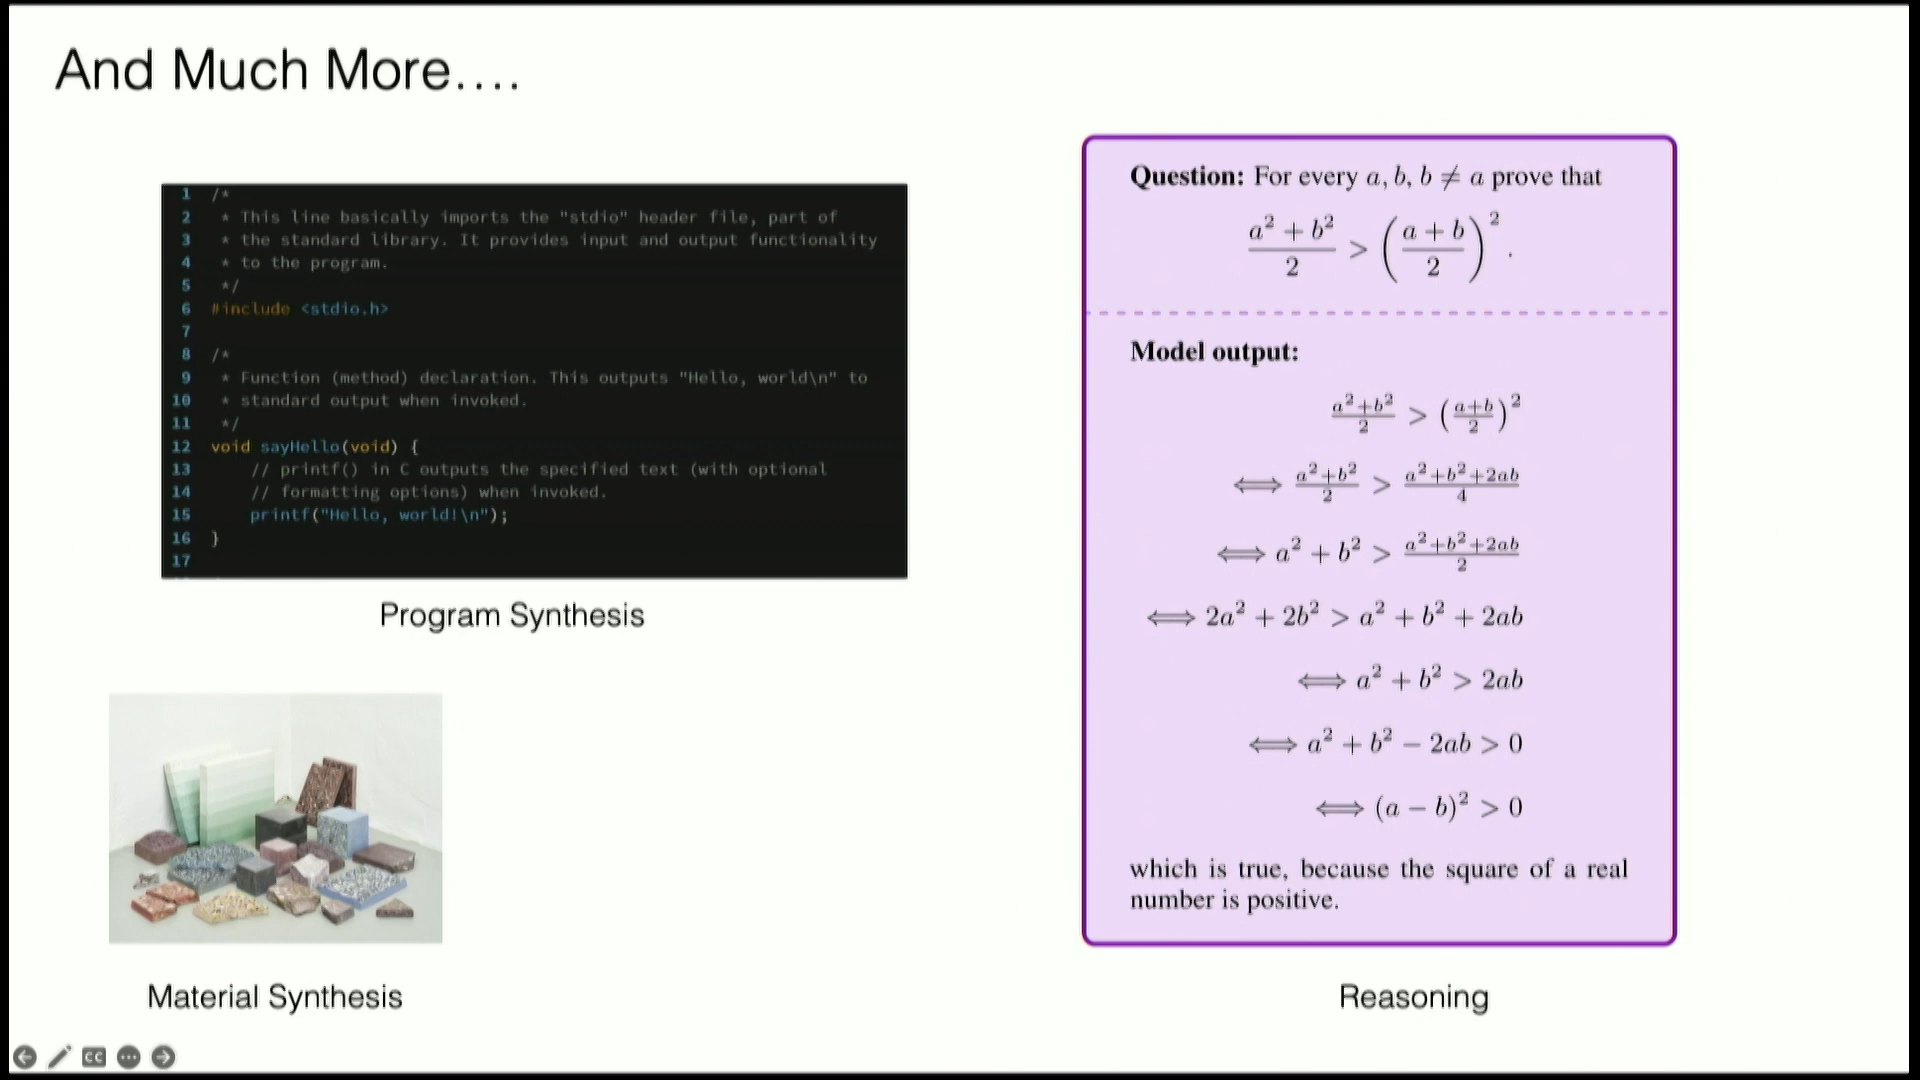 And Much More....
1 /*
2 * This line basically imports the "stdio" header file, part of
3 * the standard library. It provides input and output functionality
4 * to the program.
5 */
6 #include <stdio.h>
7
8 /*
9 * Function (method) declaration. This outputs "Hello, world\n" to
10 * standard output when invoked.
11 */
12 void sayHello(void) {
13 // printf() in C outputs the specified text (with optional
14 // formatting options) when invoked.
15 printf("Hello, world!\n");
16 }
17
Program Synthesis
Material Synthesis
Question: For every a, b, b ≠ a prove that
(a² + b²)/2 > ((a + b)/2)² .
Model output:
(a²+b²)/2 > ((a+b)/2)²
⟺ (a²+b²)/2 > (a²+b²+2ab)/4
⟺ a² + b² > (a²+b²+2ab)/2
⟺ 2a² + 2b² > a² + b² + 2ab
⟺ a² + b² > 2ab
⟺ a² + b² − 2ab > 0
⟺ (a − b)² > 0
which is true, because the square of a real
number is positive.
Reasoning
CC